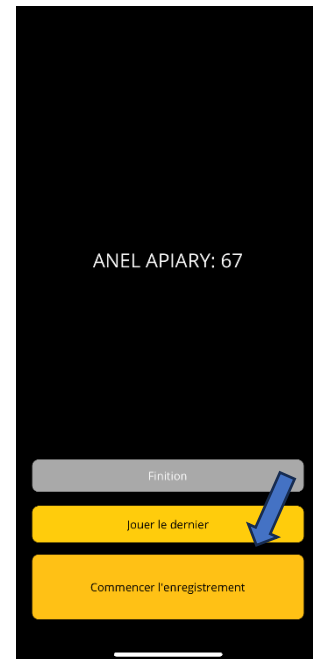 ANEL APIARY: 67
Finition
Jouer le dernier
Commencer l'enregistrement